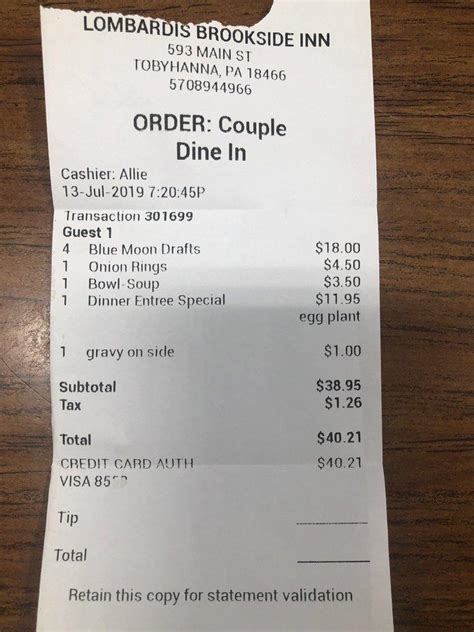 LOMBARDIS BROOKSIDE INN
593 MAIN ST
TOBYHANNA, PA 18466
5708944966
ORDER: Couple
Dine In
Cashier: Allie
13-Jul-2019 7:20:45P
Transaction 301699
Guest 1
4 Blue Moon Drafts $18.00
1 Onion Rings $4.50
1 Bowl-Soup $3.50
1 Dinner Entree Special $11.95
egg plant
1 gravy on side $1.00
Subtotal $38.95
Tax $1.26
Total $40.21
CREDIT CARD AUTH $40.21
VISA
Tip
Total
Retain this copy for statement validation